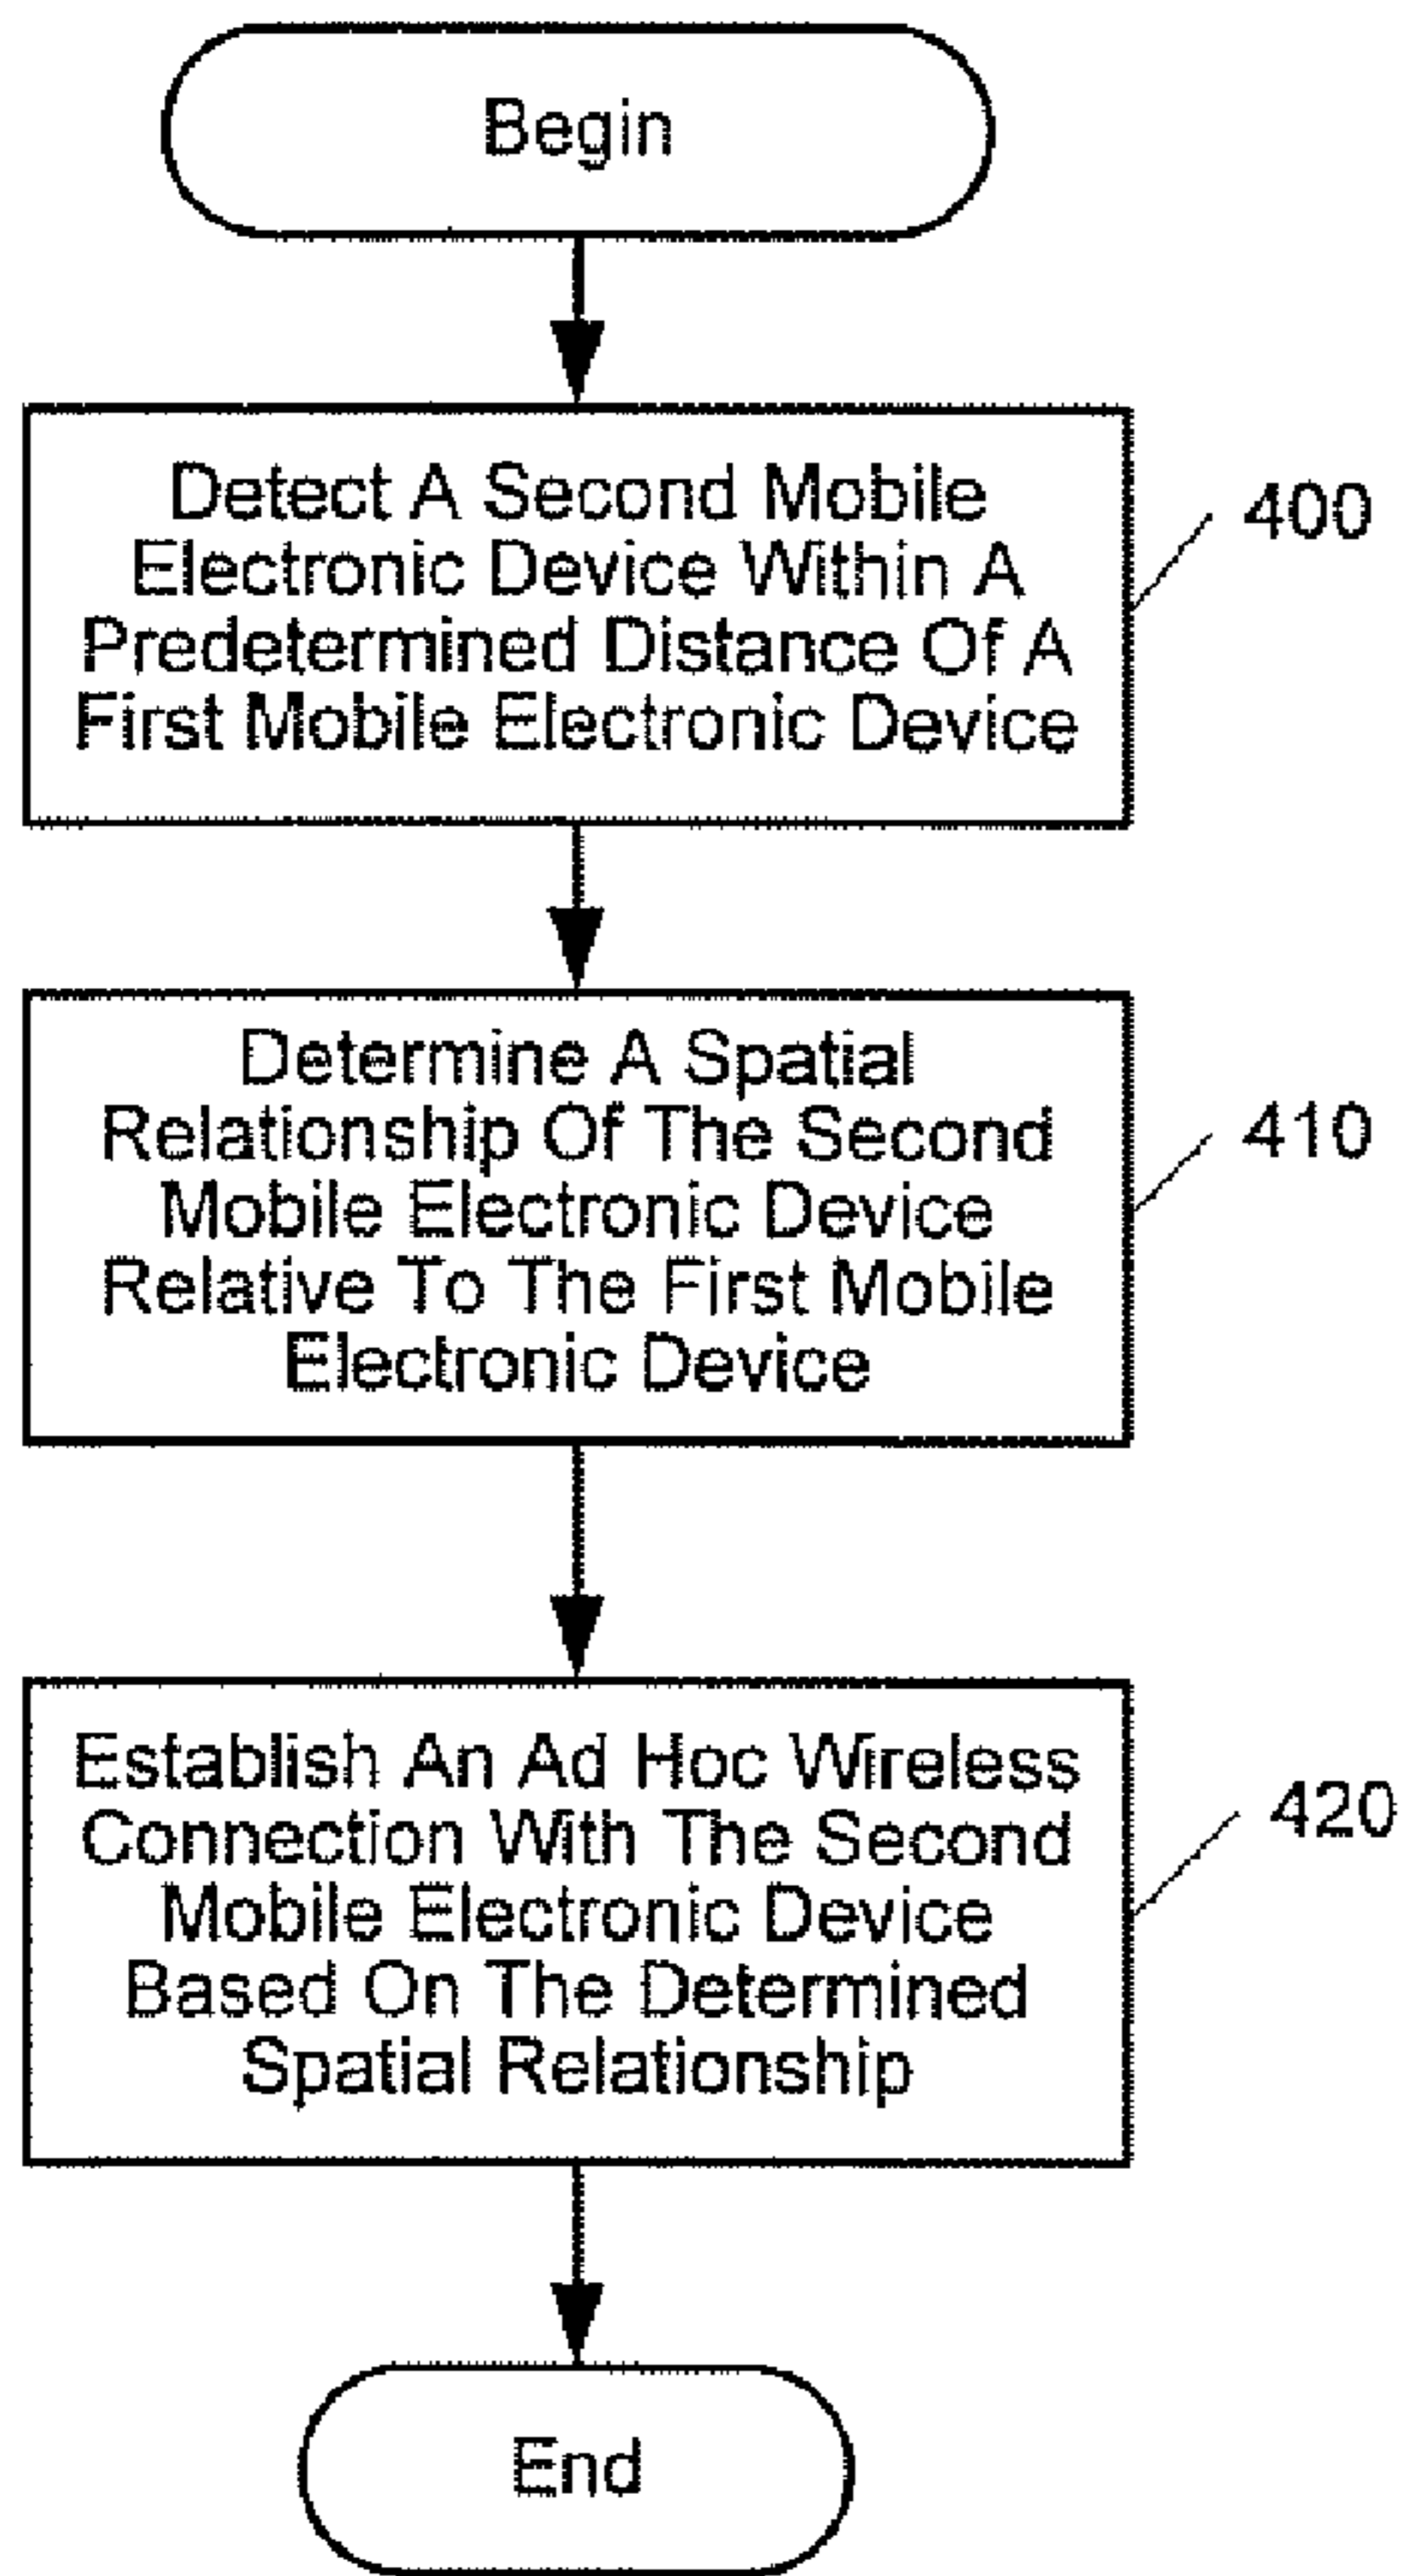 Begin
Detect A Second Mobile
Electronic Device Within A
Predetermined Distance Of A
First Mobile Electronic Device
400
Determine A Spatial
Relationship Of The Second
Mobile Electronic Device
Relative To The First Mobile
Electronic Device
410
Establish An Ad Hoc Wireless
Connection With The Second
Mobile Electronic Device
Based On The Determined
Spatial Relationship
420
End